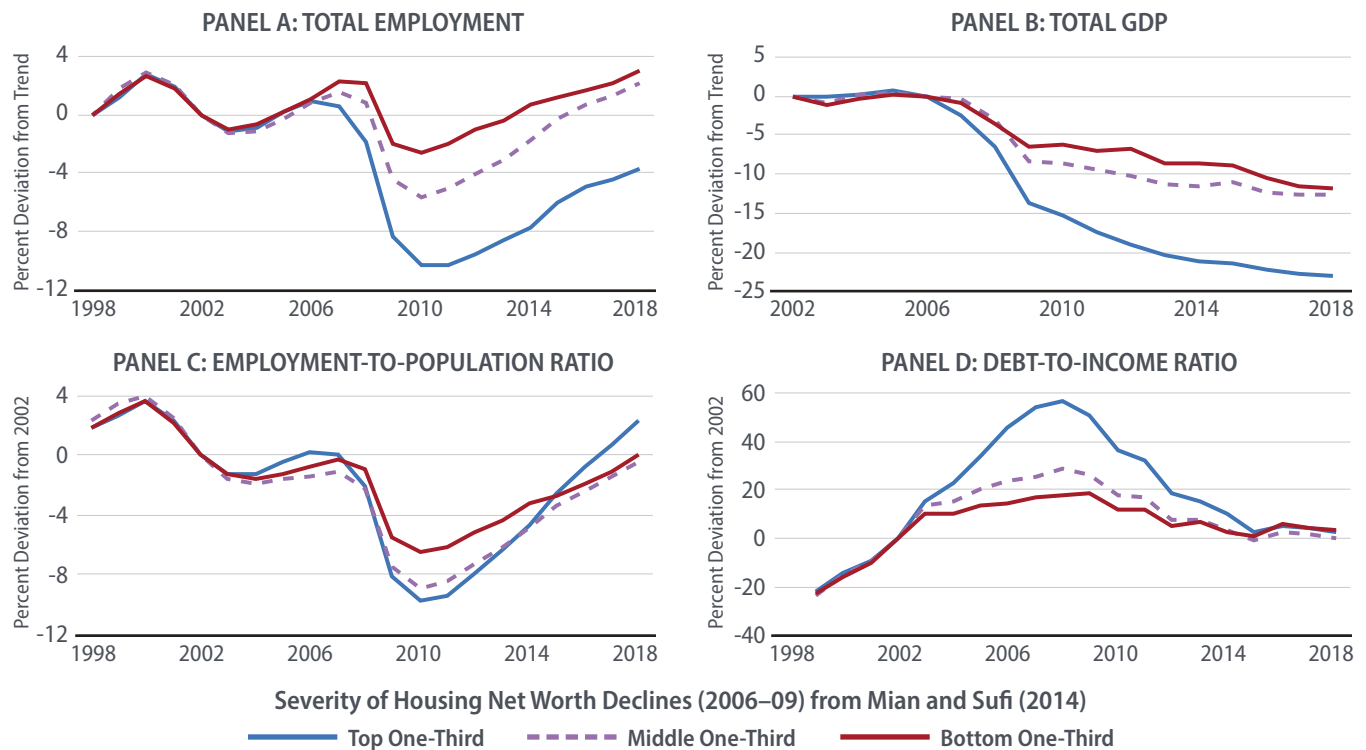 PANEL A: TOTAL EMPLOYMENT
Percent Deviation from Trend
4
0
-4
-8
-12
1998 2002 2006 2010 2014 2018
PANEL B: TOTAL GDP
Percent Deviation from Trend
5
0
-5
-10
-15
-20
-25
2002 2006 2010 2014 2018
PANEL C: EMPLOYMENT-TO-POPULATION RATIO
Percent Deviation from 2002
4
0
-4
-8
-12
1998 2002 2006 2010 2014 2018
PANEL D: DEBT-TO-INCOME RATIO
Percent Deviation from 2002
60
40
20
0
-20
-40
1998 2002 2006 2010 2014 2018
Severity of Housing Net Worth Declines (2006–09) from Mian and Sufi (2014)
Top One-Third Middle One-Third Bottom One-Third